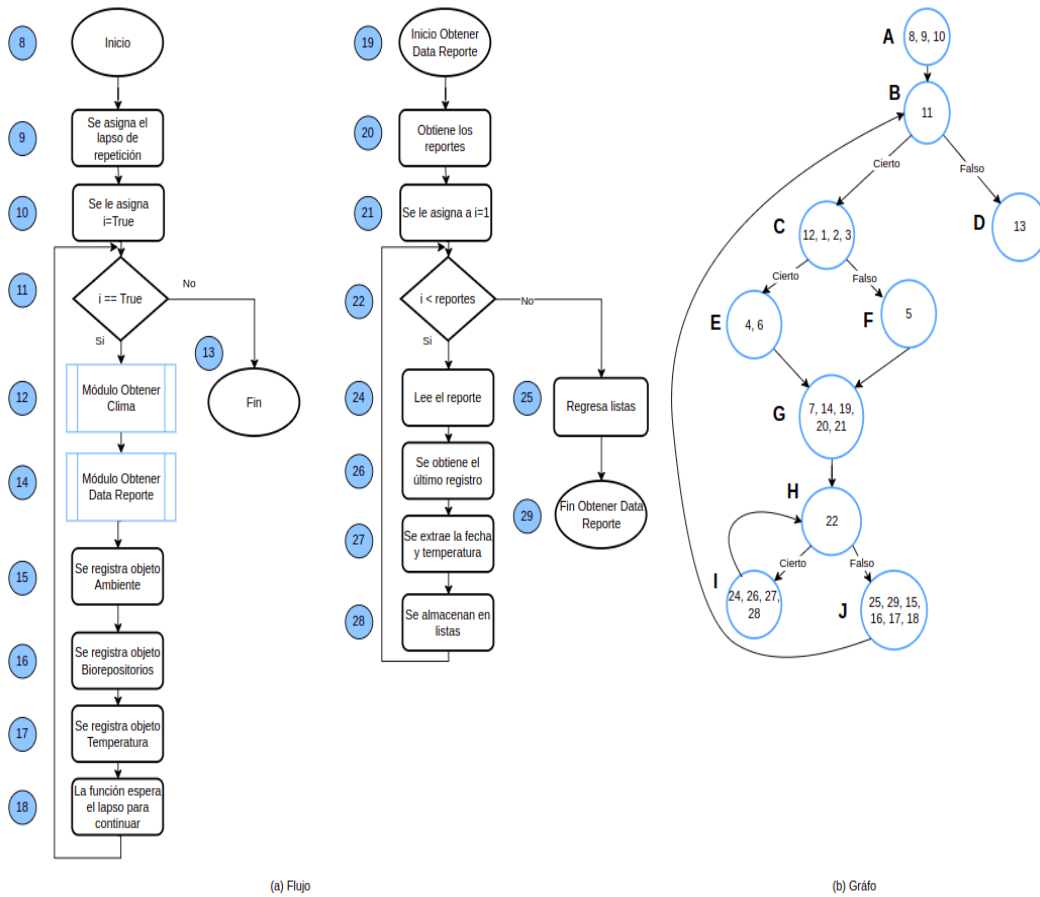 8
Inicio
9
Se asigna el
lapso de
repetición
10
Se le asigna
i=True
11
i == True
No
Si
13
Fin
12
Módulo Obtener
Clima
14
Módulo Obtener
Data Reporte
15
Se registra objeto
Ambiente
16
Se registra objeto
Biorepositorios
17
Se registra objeto
Temperatura
18
La función espera
el lapso para
continuar
19
Inicio Obtener
Data Reporte
20
Obtiene los
reportes
21
Se le asigna a i=1
22
i < reportes
No
Si
24
Lee el reporte
25
Regresa listas
26
Se obtiene el
último registro
27
Se extrae la fecha
y temperatura
28
Se almacenan en
listas
29
Fin Obtener Data
Reporte
(a) Flujo
A
8, 9, 10
B
11
Cierto
Falso
C
12, 1, 2, 3
D
13
Cierto
Falso
E
4, 6
F
5
G
7, 14, 19,
20, 21
H
22
Cierto
Falso
I
24, 26, 27,
28
J
25, 29, 15,
16, 17, 18
(b) Gráfo